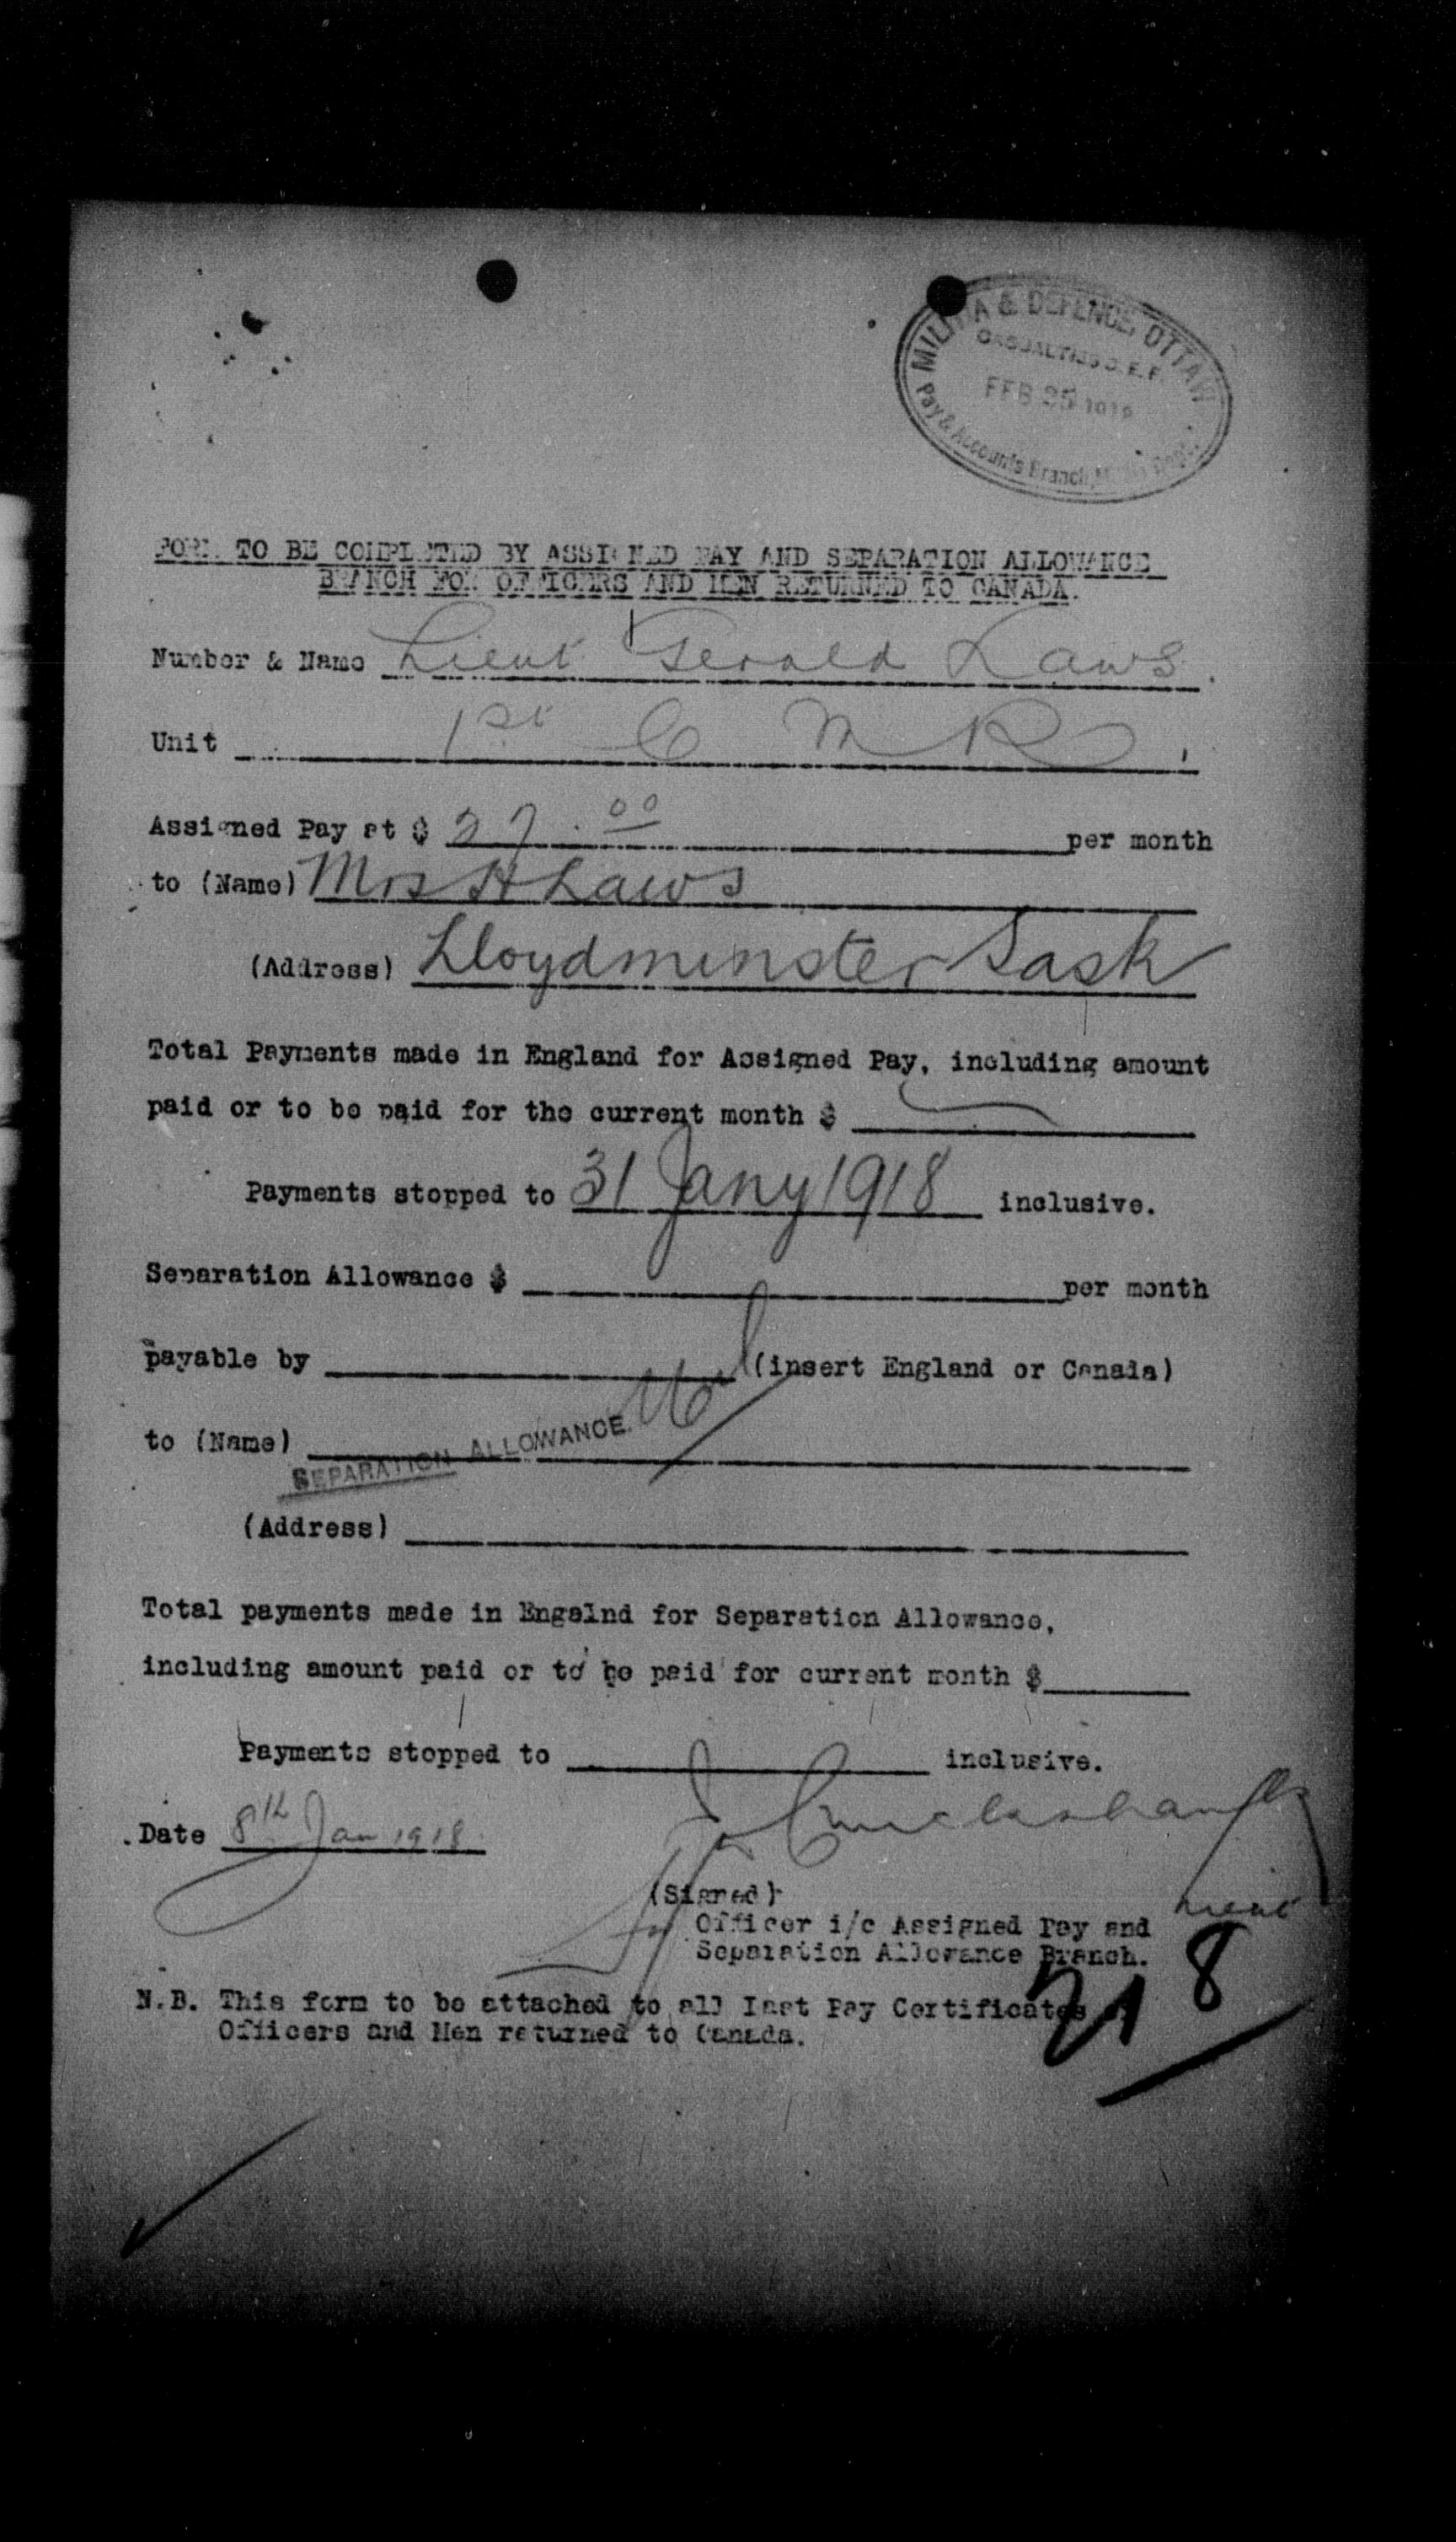 MILITIA & DEFENCE, OTTAWA
CASUALTIES C.E.F.
FEB 25 1918
Pay & Accounts Branch, Dept.
FORM TO BE COMPLETED BY ASSIGNED PAY AND SEPARATION ALLOWANCE
BRANCH FOR OFFICERS AND MEN RETURNED TO CANADA.
Number & Name Lieut Gerald Laws.
Unit 1st C M R
Assigned Pay at $ 27.00 per month
to (Name) Mrs H Laws
(Address) Lloydminster Sask
Total Payments made in England for Assigned Pay, including amount
paid or to be paid for the current month $
Payments stopped to 31 Jany 1918 inclusive.
Separation Allowance $ per month
payable by (insert England or Canada)
to (Name)
SEPARATION ALLOWANCE. Nil
(Address)
Total payments made in Engalnd for Separation Allowance,
including amount paid or to be paid for current month $
Payments stopped to inclusive.
Date 8th Jan 1918
(Signed)
Lieut
for Officer i/c Assigned Pay and
Separation Allowance Branch.
218
N.B. This form to be attached to all Last Pay Certificates
Officers and Men returned to Canada.